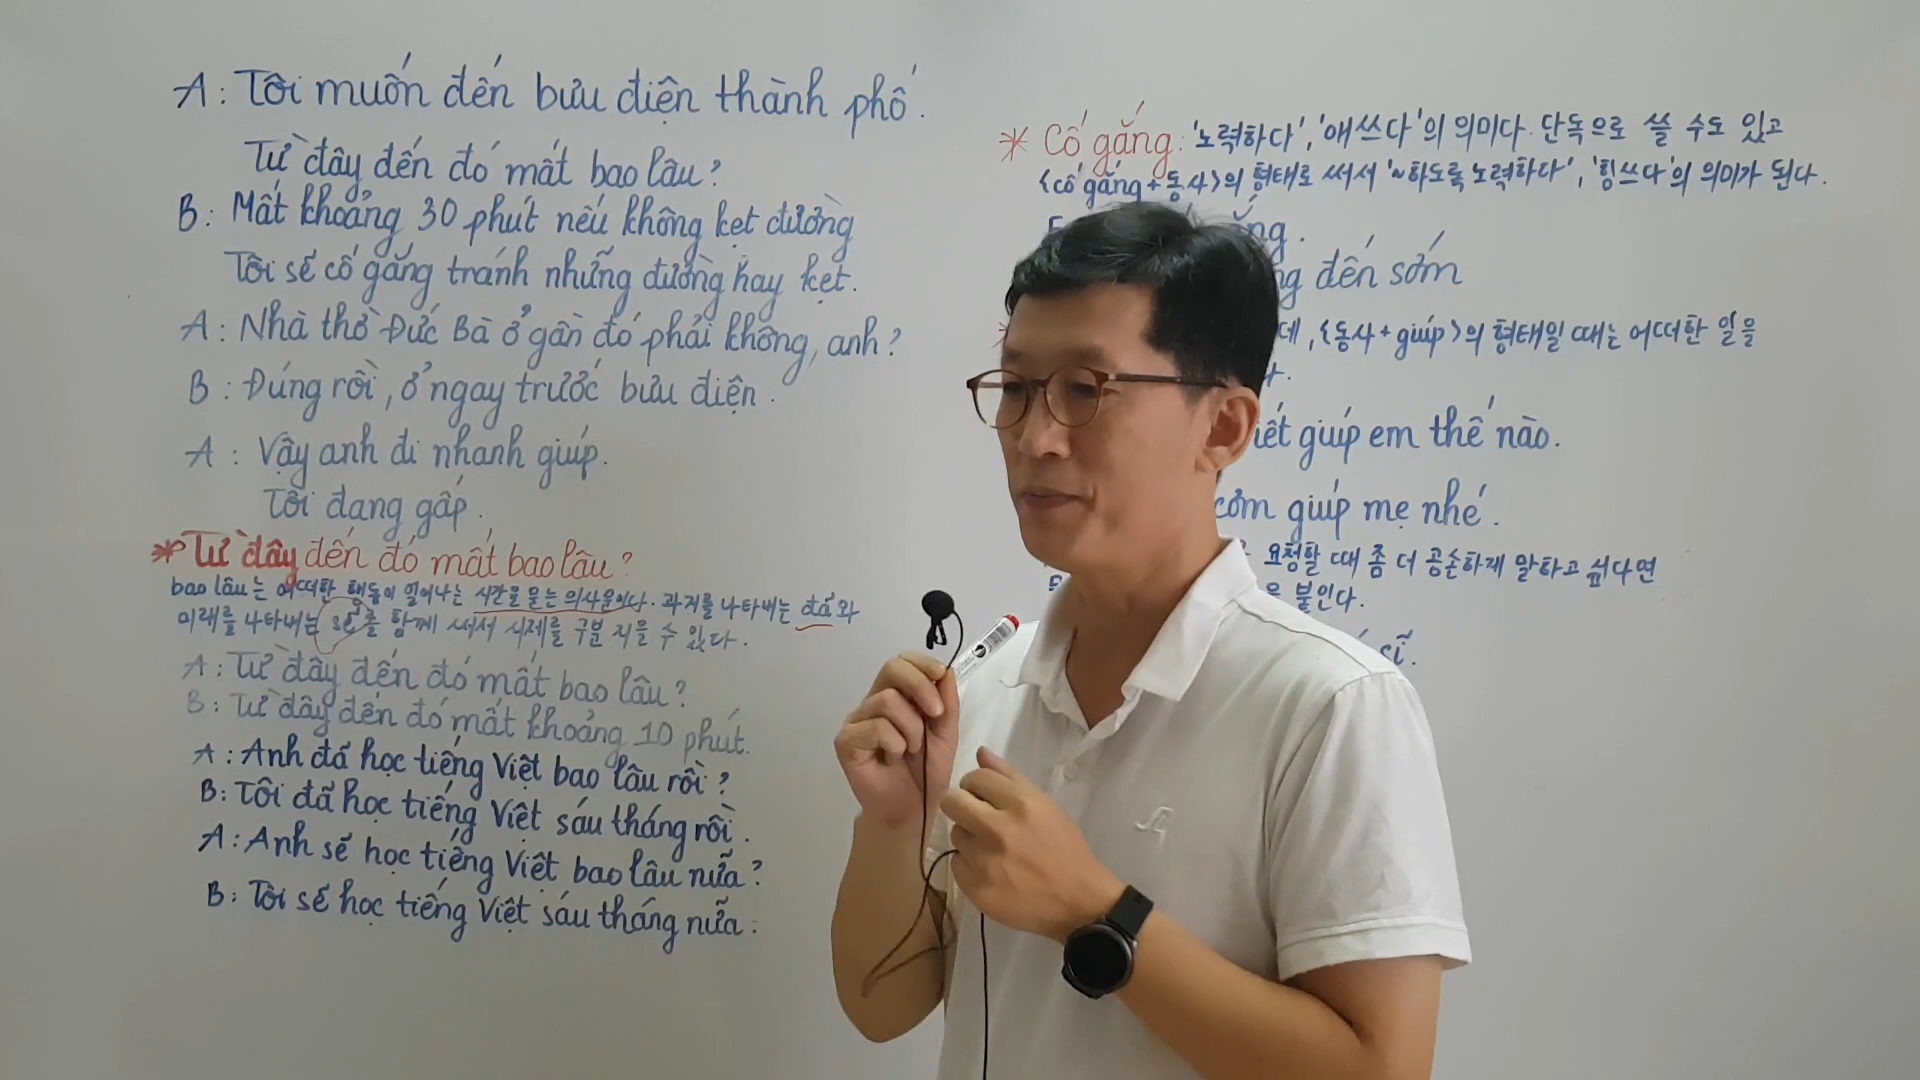 A: Tôi muốn đến bưu điện thành phố.
Từ đây đến đó mất bao lâu?
B: Mất khoảng 30 phút nếu không kẹt đường
Tôi sẽ cố gắng tránh những đường hay kẹt.
A: Nhà thờ Đức Bà ở gần đó phải không, anh?
B: Đúng rồi, ở ngay trước bưu điện.
A: Vậy anh đi nhanh giúp.
Tôi đang gấp.
* Từ đây đến đó mất bao lâu?
bao lâu는 어떠한 행동이 일어나는 시간을 묻는 의사문이다. 과거를 나타내는 đã와
미래를 나타내는 sẽ를 함께 써서 시제를 구분 지을 수 있다.
A: Từ đây đến đó mất bao lâu?
B: Từ đây đến đó mất khoảng 10 phút.
A: Anh đã học tiếng Việt bao lâu rồi?
B: Tôi đã học tiếng Việt sáu tháng rồi.
A: Anh sẽ học tiếng Việt bao lâu nữa?
B: Tôi sẽ học tiếng Việt sáu tháng nữa.
* Cố gắng: '노력하다', '애쓰다'의 의미다. 단독으로 쓸 수도 있고
<cố gắng + 동사>의 형태로 써서 '~하도록 노력하다', '힘쓰다'의 의미가 된다.
đến sớm
<동사 + giúp>의 형태일 때는 어떠한 일을
giúp em thế nào.
cơm giúp mẹ nhé.
요청할 때 좀 더 공손하게 말하고 싶다면
붙인다.
sĩ.